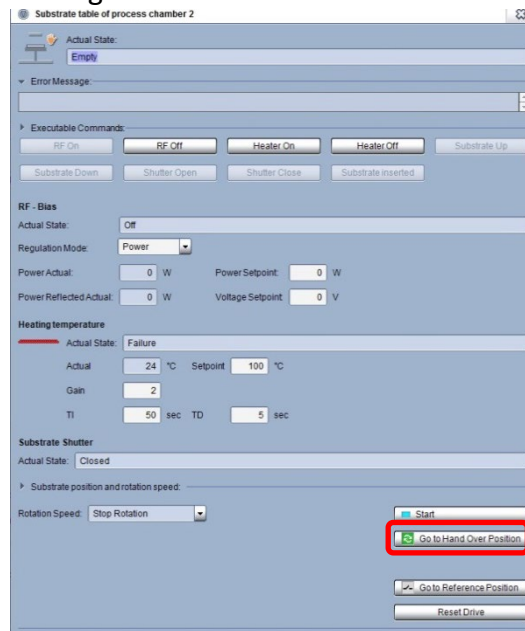 Substrate table of process chamber 2
Actual State:
Empty
Error Message:
Executable Commands:
RF On RF Off Heater On Heater Off Substrate Up
Substrate Down Shutter Open Shutter Close Substrate inserted
RF - Bias
Actual State: Off
Regulation Mode: Power
Power Actual: 0 W Power Setpoint: 0 W
Power Reflected Actual: 0 W Voltage Setpoint: 0 V
Heating temperature
Actual State: Failure
Actual 24 °C Setpoint 100 °C
Gain 2
TI 50 sec TD 5 sec
Substrate Shutter
Actual State: Closed
Substrate position and rotation speed:
Rotation Speed: Stop Rotation Start
Go to Hand Over Position
Go to Reference Position
Reset Drive